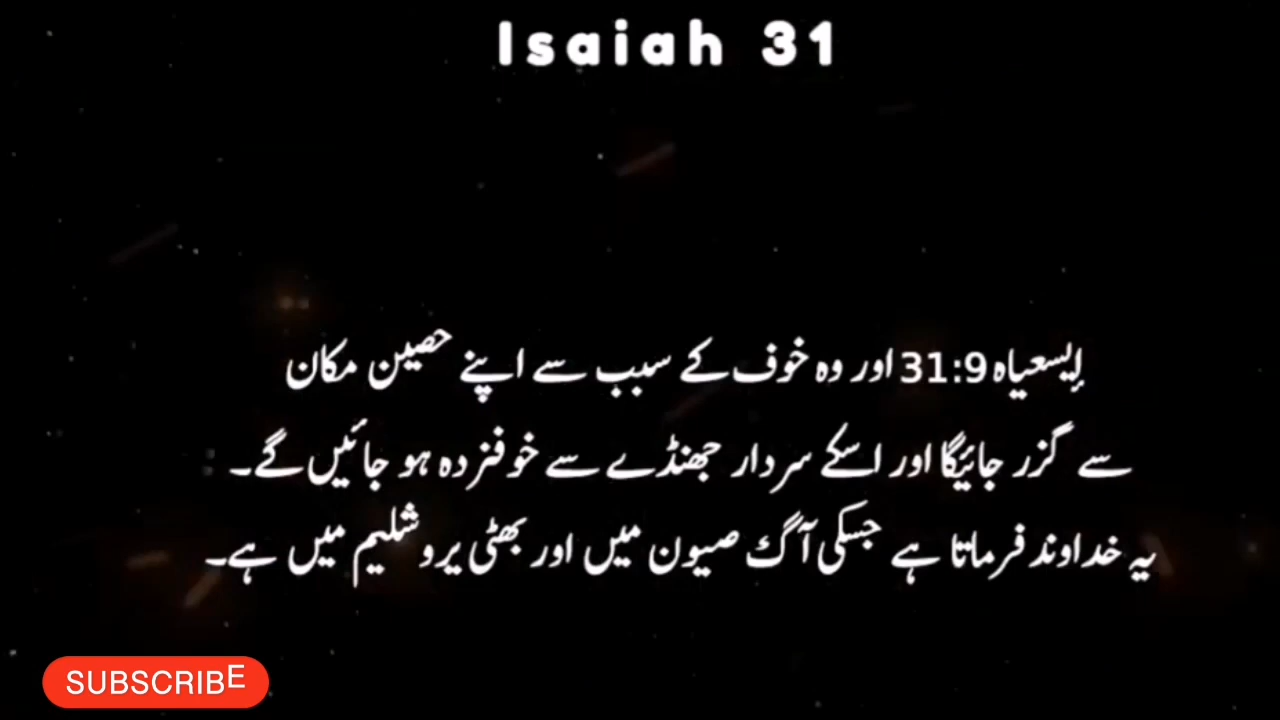 Isaiah 31
اِیسعیاہ 31:9 اور وہ خوف کے سبب سے اپنے حصین مکان
سے گزر جائیگا اور اسکے سردار جھنڈے سے خوفزدہ ہو جائیں گے۔
یہ خداوند فرماتا ہے جسکی آگ صیون میں اور بھٹی یروشلیم میں ہے۔
SUBSCRIBE